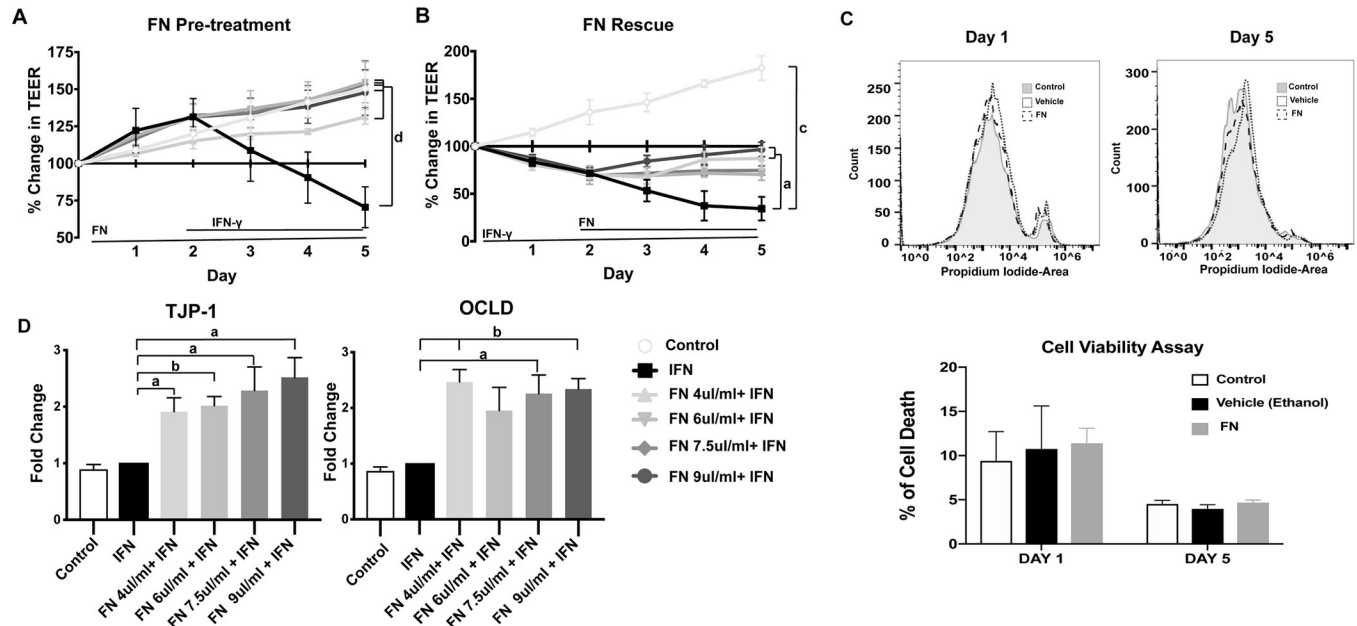 A
FN Pre-treatment
% Change in TEER
175
150
125
100
75
50
d
FN
IFN-γ
1 2 3 4 5
Day
B
FN Rescue
% Change in TEER
200
150
100
50
0
c
a
IFN-γ
FN
1 2 3 4 5
Day
C
Day 1
Count
250
200
150
100
50
0
Control
Vehicle
FN
10^0 10^2 10^4 10^6
Propidium Iodide-Area
Day 5
Count
300
200
100
0
Control
Vehicle
FN
10^0 10^2 10^4 10^6
Propidium Iodide-Area
D
TJP-1
Fold Change
3
2
1
0
a
a
b
a
Control
IFN
FN 4ul/ml+ IFN
FN 6ul/ml + IFN
FN 7.5ul/ml + IFN
FN 9ul/ml + IFN
OCLD
Fold Change
3
2
1
0
b
a
Control
IFN
FN 4ul/ml+ IFN
FN 6ul/ml + IFN
FN 7.5ul/ml + IFN
FN 9ul/ml + IFN
Control
IFN
FN 4ul/ml+ IFN
FN 6ul/ml + IFN
FN 7.5ul/ml+ IFN
FN 9ul/ml+ IFN
Cell Viability Assay
% of Cell Death
20
15
10
5
0
Control
Vehicle (Ethanol)
FN
DAY 1
DAY 5